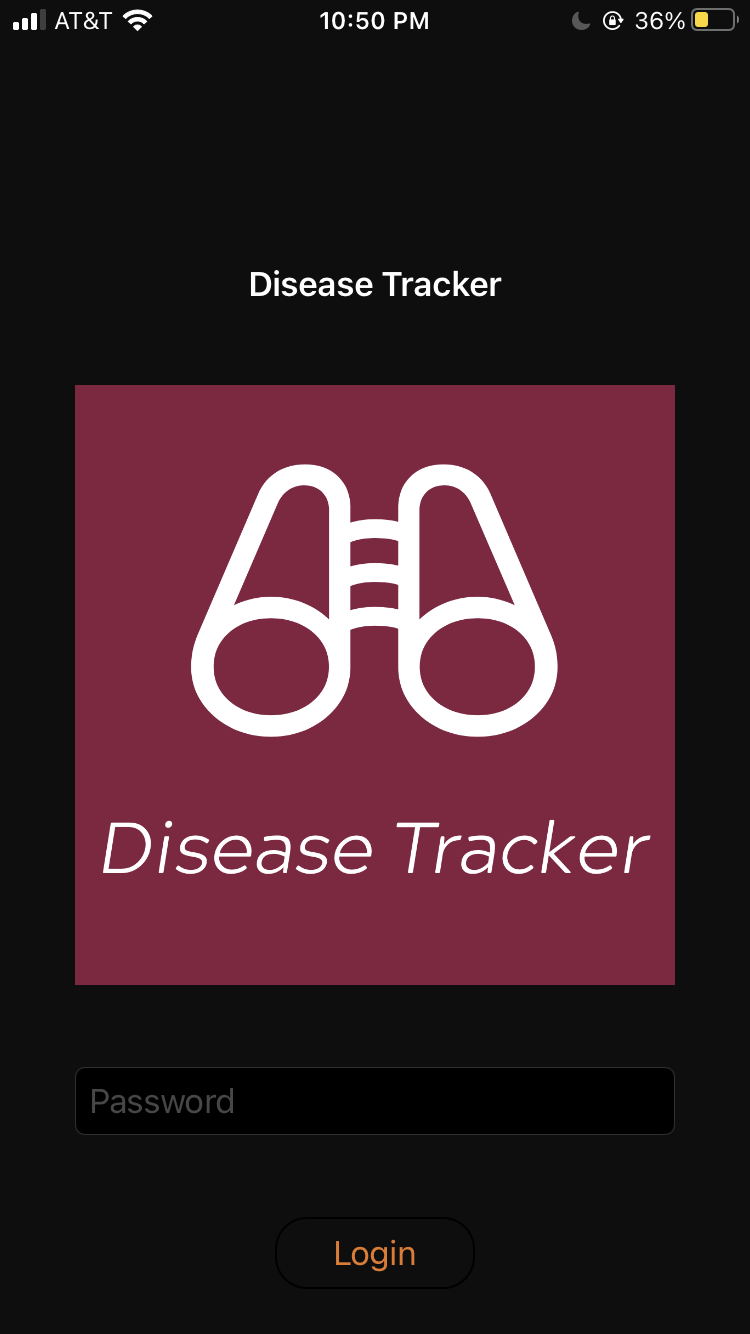 AT&T 10:50 PM 36%
Disease Tracker
Disease Tracker
Password
Login